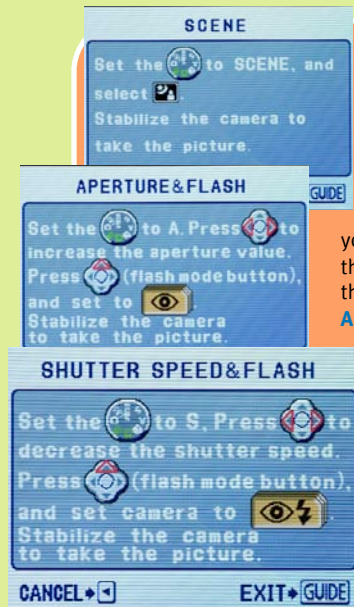 SCENE
Set the to SCENE, and
select .
Stabilize the camera to
take the picture.
GUIDE
APERTURE&FLASH
Set the to A. Press to
increase the aperture value.
Press (flash mode button),
and set to .
Stabilize the camera
to take the picture.
yo
th
th
A
SHUTTER SPEED&FLASH
Set the to S, Press to
decrease the shutter speed.
Press (flash mode button),
and set camera to .
Stabilize the camera
to take the picture.
CANCEL EXIT GUIDE